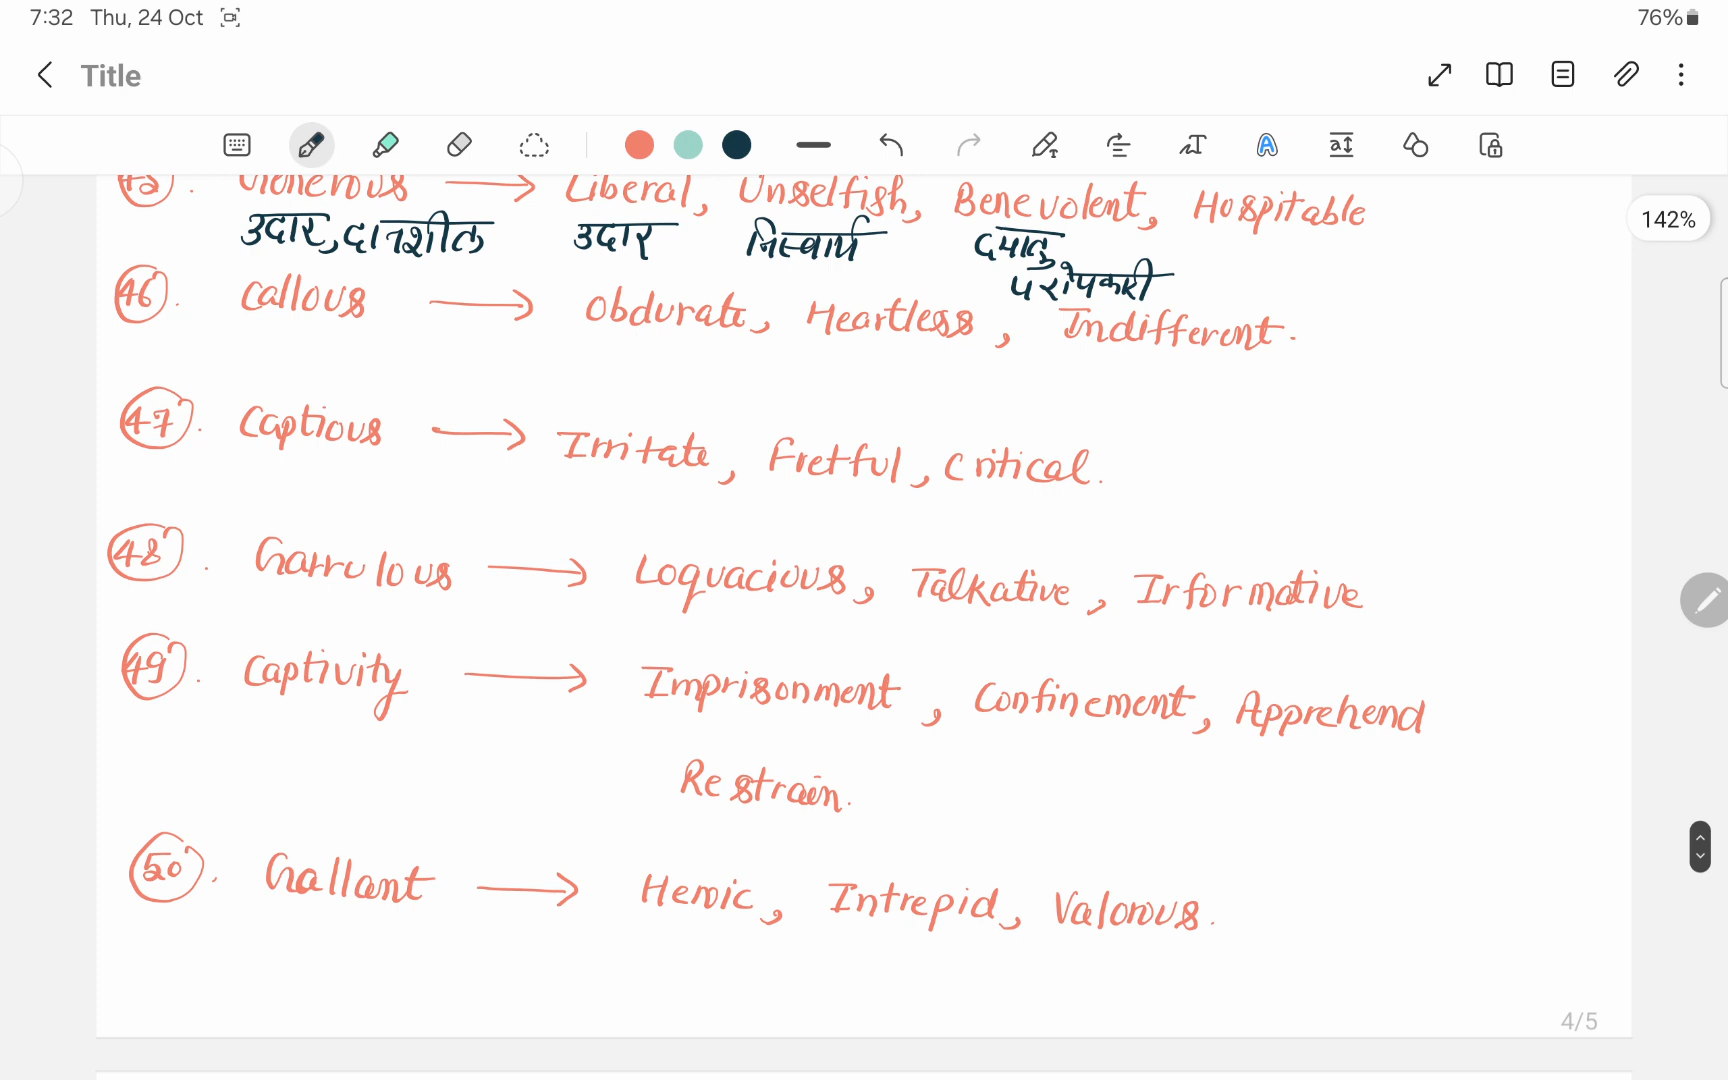 7:32 Thu, 24 Oct
76%
Title
142%
45. Generous → Liberal, Unselfish, Benevolent, Hospitable
उदार, दानशील उदार निस्वार्थ दयालु
परोपकारी
46. Callous → Obdurate, Heartless, Indifferent.
47. Captious → Irritate, Fretful, Critical.
48. Garrulous → Loquacious, Talkative, Informative
49. Captivity → Imprisonment, Confinement, Apprehend
Restrain.
50. Gallant → Heroic, Intrepid, Valorous.
4/5